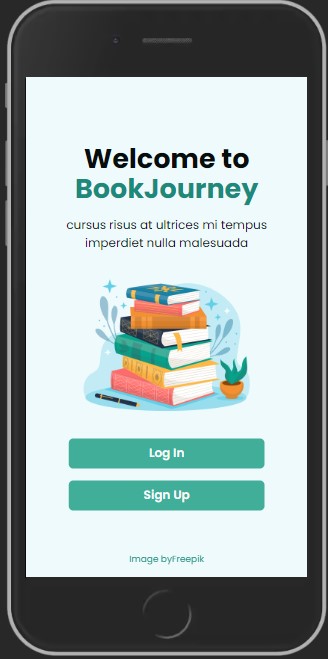 Welcome to
BookJourney
cursus risus at ultrices mi tempus
imperdiet nulla malesuada
Log In
Sign Up
Image byFreepik